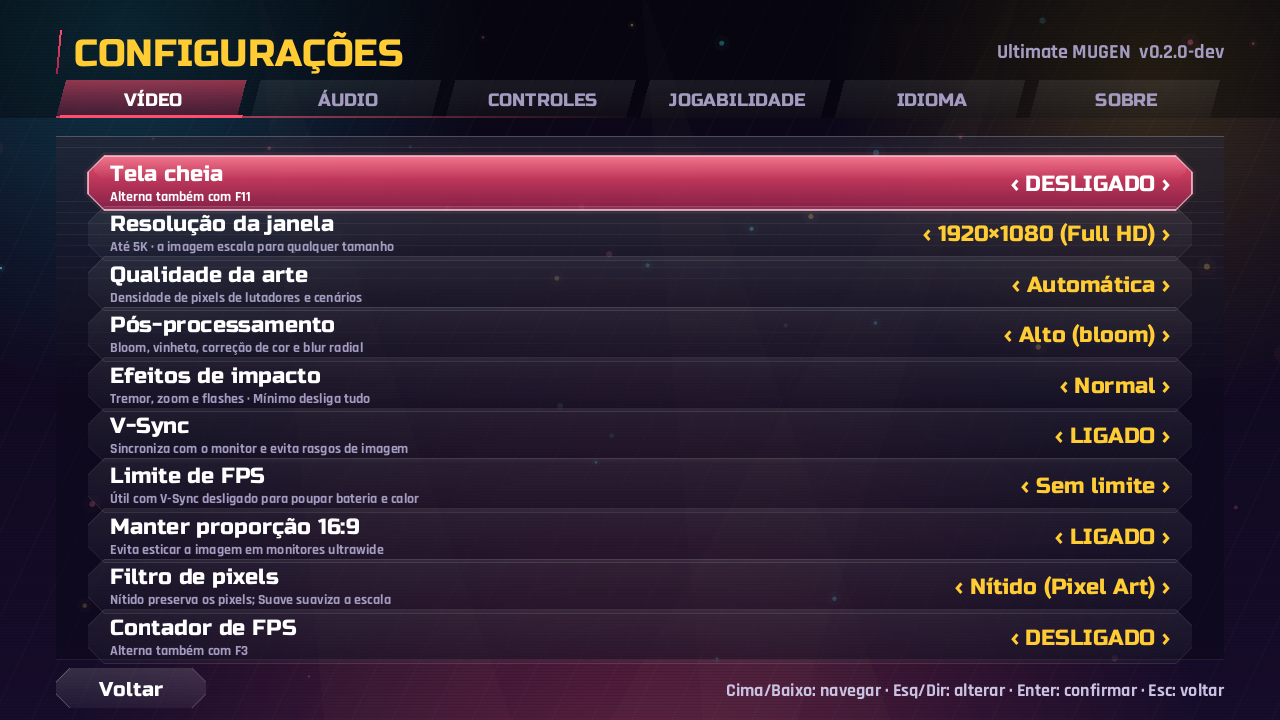 CONFIGURAÇÕES
Ultimate MUGEN v0.2.0-dev
VÍDEO
ÁUDIO
CONTROLES
JOGABILIDADE
IDIOMA
SOBRE
Tela cheia
Alterna também com F11
‹ DESLIGADO ›
Resolução da janela
Até 5K · a imagem escala para qualquer tamanho
‹ 1920×1080 (Full HD) ›
Qualidade da arte
Densidade de pixels de lutadores e cenários
‹ Automática ›
Pós-processamento
Bloom, vinheta, correção de cor e blur radial
‹ Alto (bloom) ›
Efeitos de impacto
Tremor, zoom e flashes · Mínimo desliga tudo
‹ Normal ›
V-Sync
Sincroniza com o monitor e evita rasgos de imagem
‹ LIGADO ›
Limite de FPS
Útil com V-Sync desligado para poupar bateria e calor
‹ Sem limite ›
Manter proporção 16:9
Evita esticar a imagem em monitores ultrawide
‹ LIGADO ›
Filtro de pixels
Nítido preserva os pixels; Suave suaviza a escala
‹ Nítido (Pixel Art) ›
Contador de FPS
Alterna também com F3
‹ DESLIGADO ›
Voltar
Cima/Baixo: navegar · Esq/Dir: alterar · Enter: confirmar · Esc: voltar